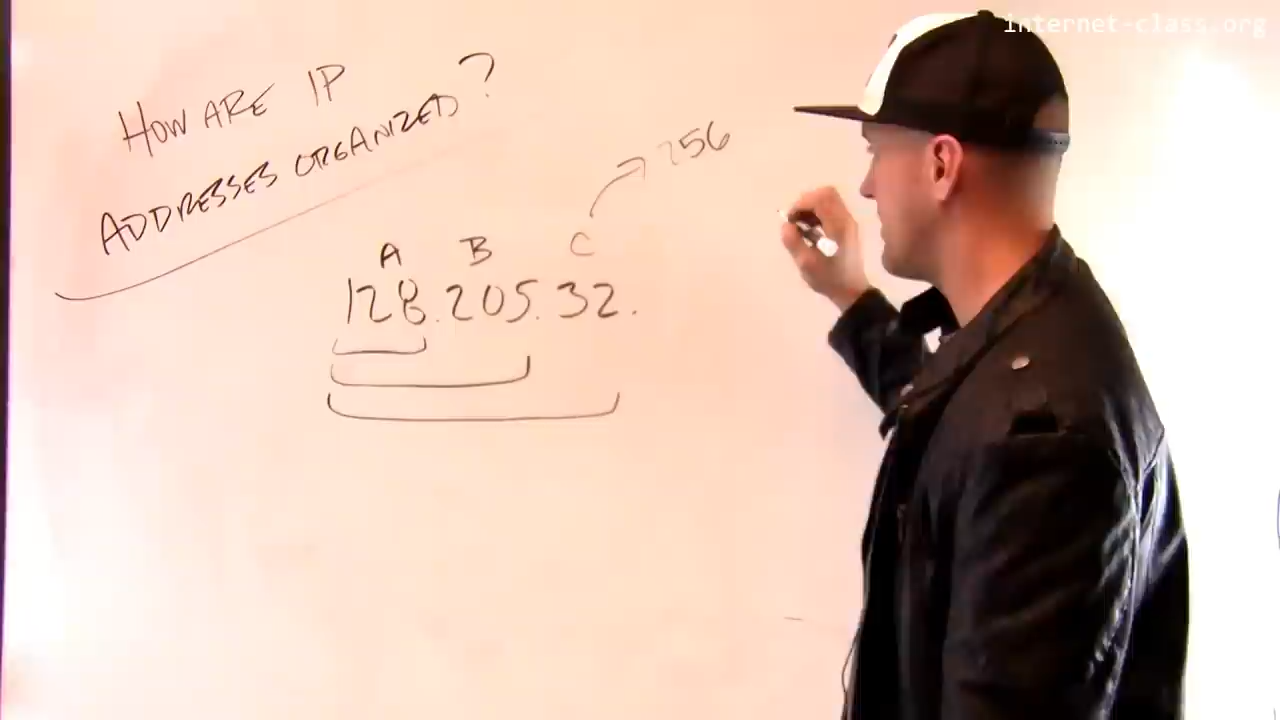 internet-class.org
HOW ARE IP
ADDRESSES ORGANIZED?
256
A B C
128.205.32.